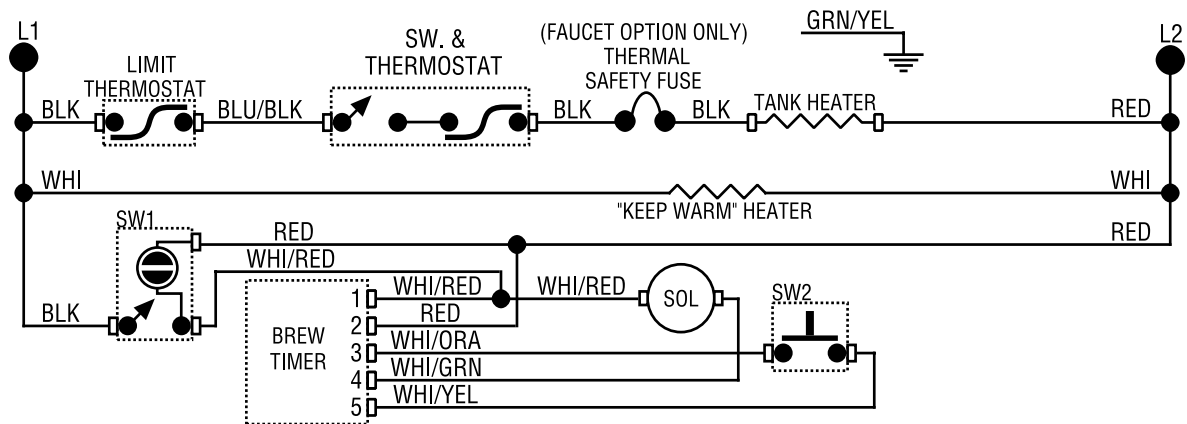 L1
GRN/YEL
L2
LIMIT
THERMOSTAT
SW. &
THERMOSTAT
(FAUCET OPTION ONLY)
THERMAL
SAFETY FUSE
BLK
BLU/BLK
BLK
BLK
TANK HEATER
RED
WHI
"KEEP WARM" HEATER
WHI
SW1
RED
RED
WHI/RED
BLK
BREW
TIMER
1
WHI/RED
WHI/RED
SOL
SW2
2
RED
3
WHI/ORA
4
WHI/GRN
5
WHI/YEL